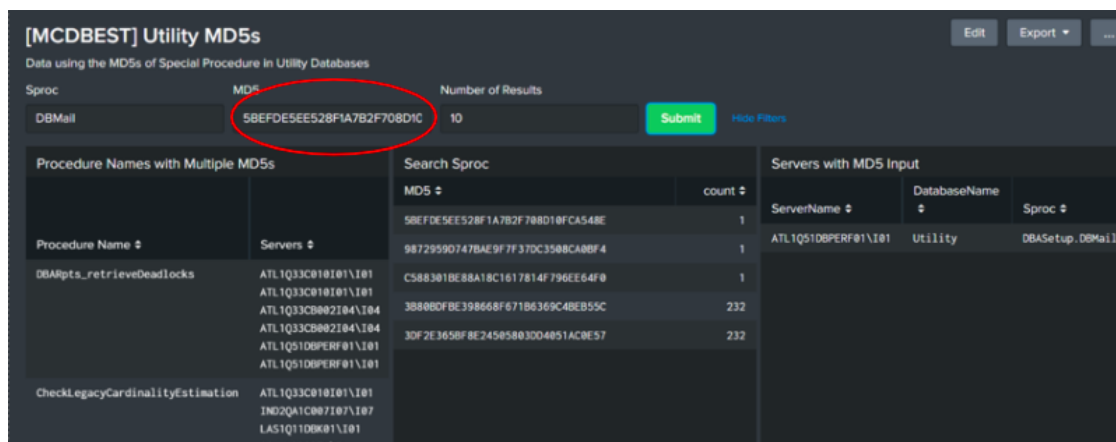 [MCDBEST] Utility MD5s
Edit
Export
...
Data using the MD5s of Special Procedure in Utility Databases
Sproc
MD5
Number of Results
DBMail
5BEFDE5EE528F1A7B2F708D1C
10
Submit
Hide Filters
Procedure Names with Multiple MD5s
Procedure Name
Servers
DBARpts_retrieveDeadlocks
ATL1Q33C010I01\I01
ATL1Q33C010I01\I01
ATL1Q33CB002I04\I04
ATL1Q33CB002I04\I04
ATL1Q51DBPERF01\I01
ATL1Q51DBPERF01\I01
CheckLegacyCardinalityEstimation
ATL1Q33C010I01\I01
IND2QA1C007I07\I07
LAS1Q11DBK01\I01
Search Sproc
MD5
count
5BEFDE5EE528F1A7B2F708D10FCA548E
1
9872959D747BAE9F7F37DC3508CA0BF4
1
C588301BE88A18C1617814F796EE64F0
1
3B80BDFBE398668F671B6369C4BEB55C
232
3DF2E365BF8E24505803DD4051AC0E57
232
Servers with MD5 Input
ServerName
DatabaseName
Sproc
ATL1Q51DBPERF01\I01
Utility
DBASetup.DBMail